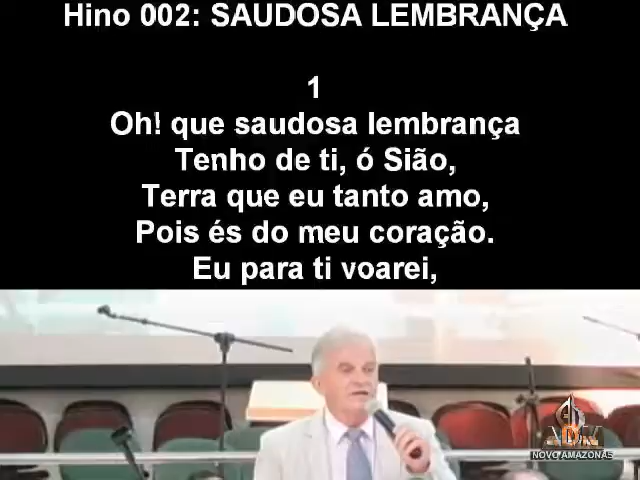 Hino 002: SAUDOSA LEMBRANÇA
1
Oh! que saudosa lembrança
Tenho de ti, ó Sião,
Terra que eu tanto amo,
Pois és do meu coração.
Eu para ti voarei,
NOVO AMAZONAS